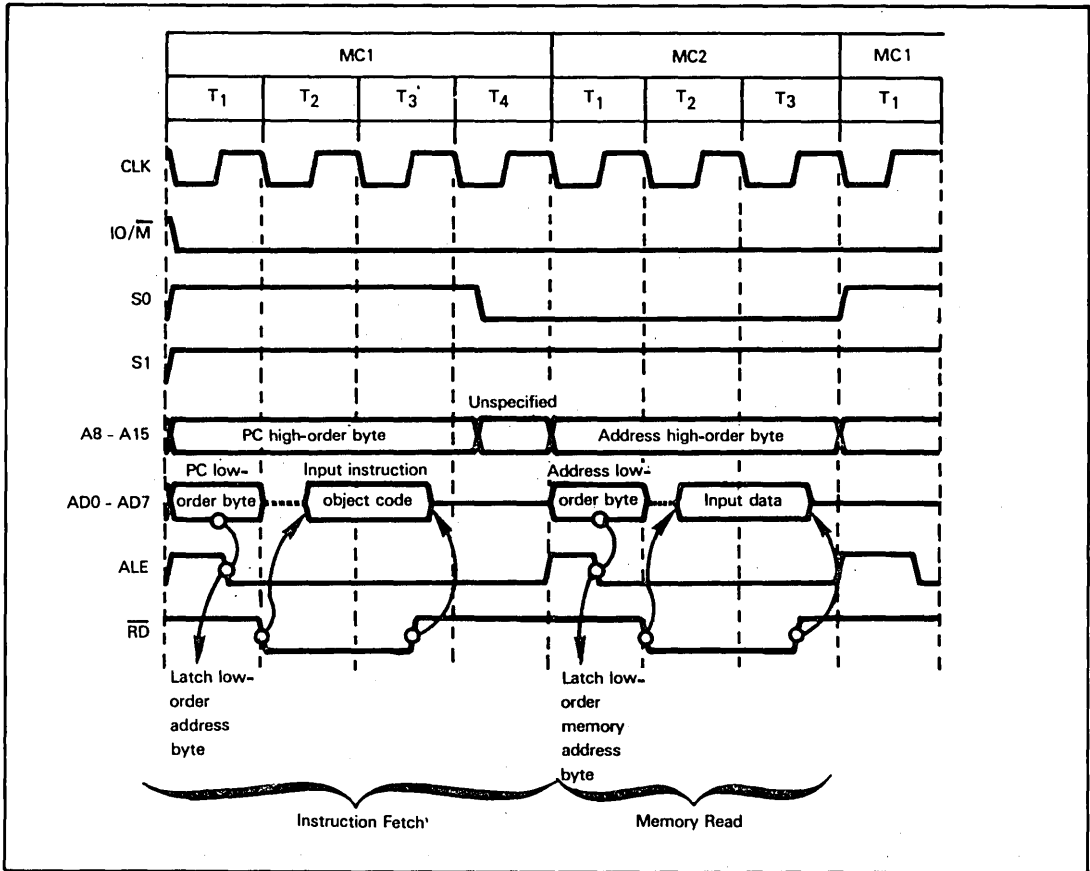 MC1 MC2 MC1
T1 T2 T3' T4 T1 T2 T3 T1
CLK
IO/M̅
S0
S1
Unspecified
A8 - A15 PC high-order byte Address high-order byte
PC low- Input instruction Address low-
AD0 - AD7 order byte object code order byte Input data
ALE
R̅D̅
Latch low-
order
address
byte
Latch low-
order
memory
address
byte
Instruction Fetch' Memory Read